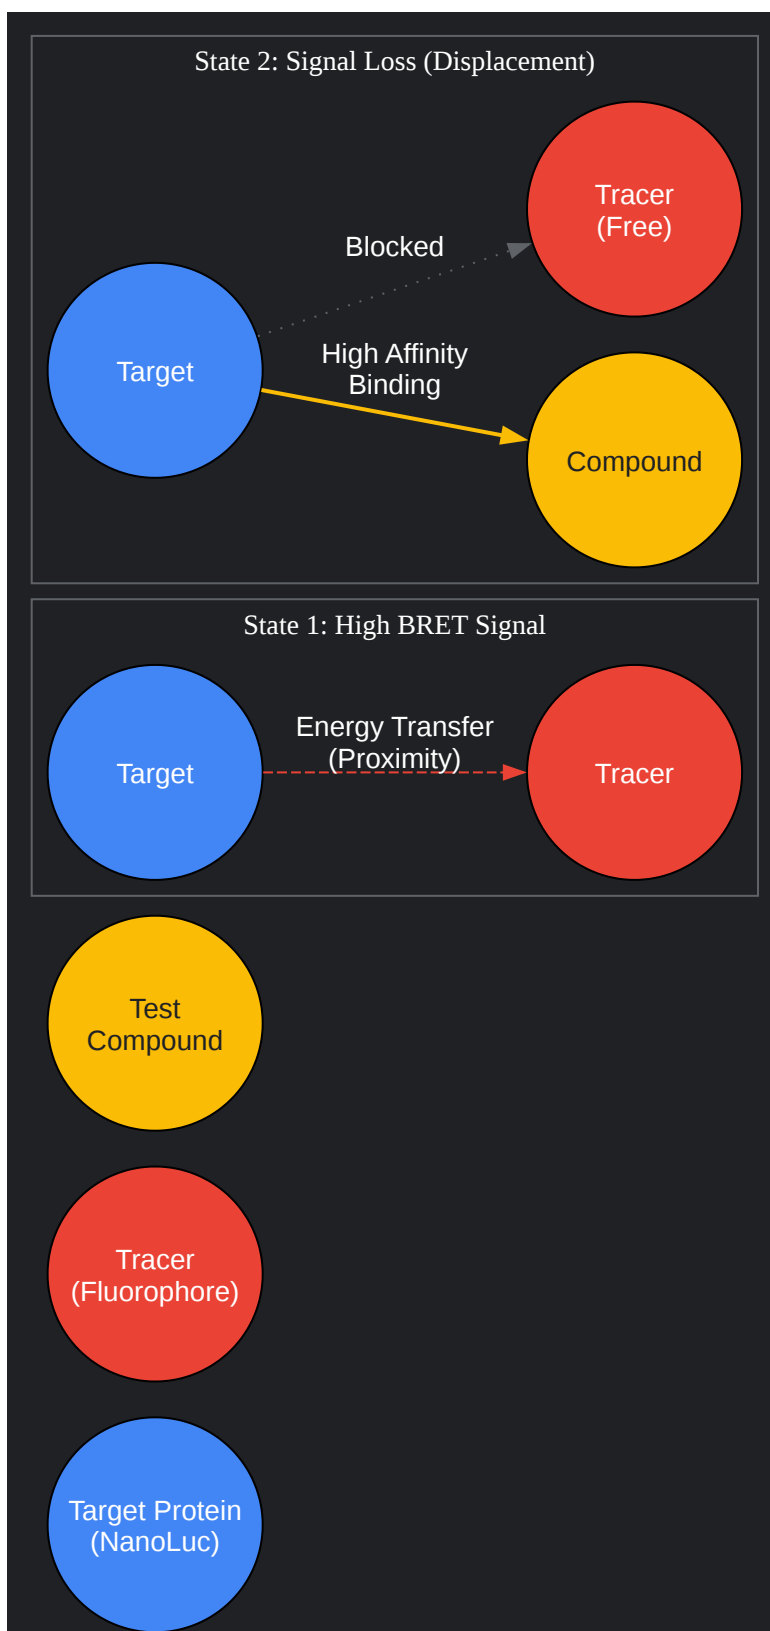 State 2: Signal Loss (Displacement)
Tracer
(Free)
Blocked
High Affinity
Binding
Target
Compound
State 1: High BRET Signal
Energy Transfer
(Proximity)
Target
Tracer
Test
Compound
Tracer
(Fluorophore)
Target Protein
(NanoLuc)